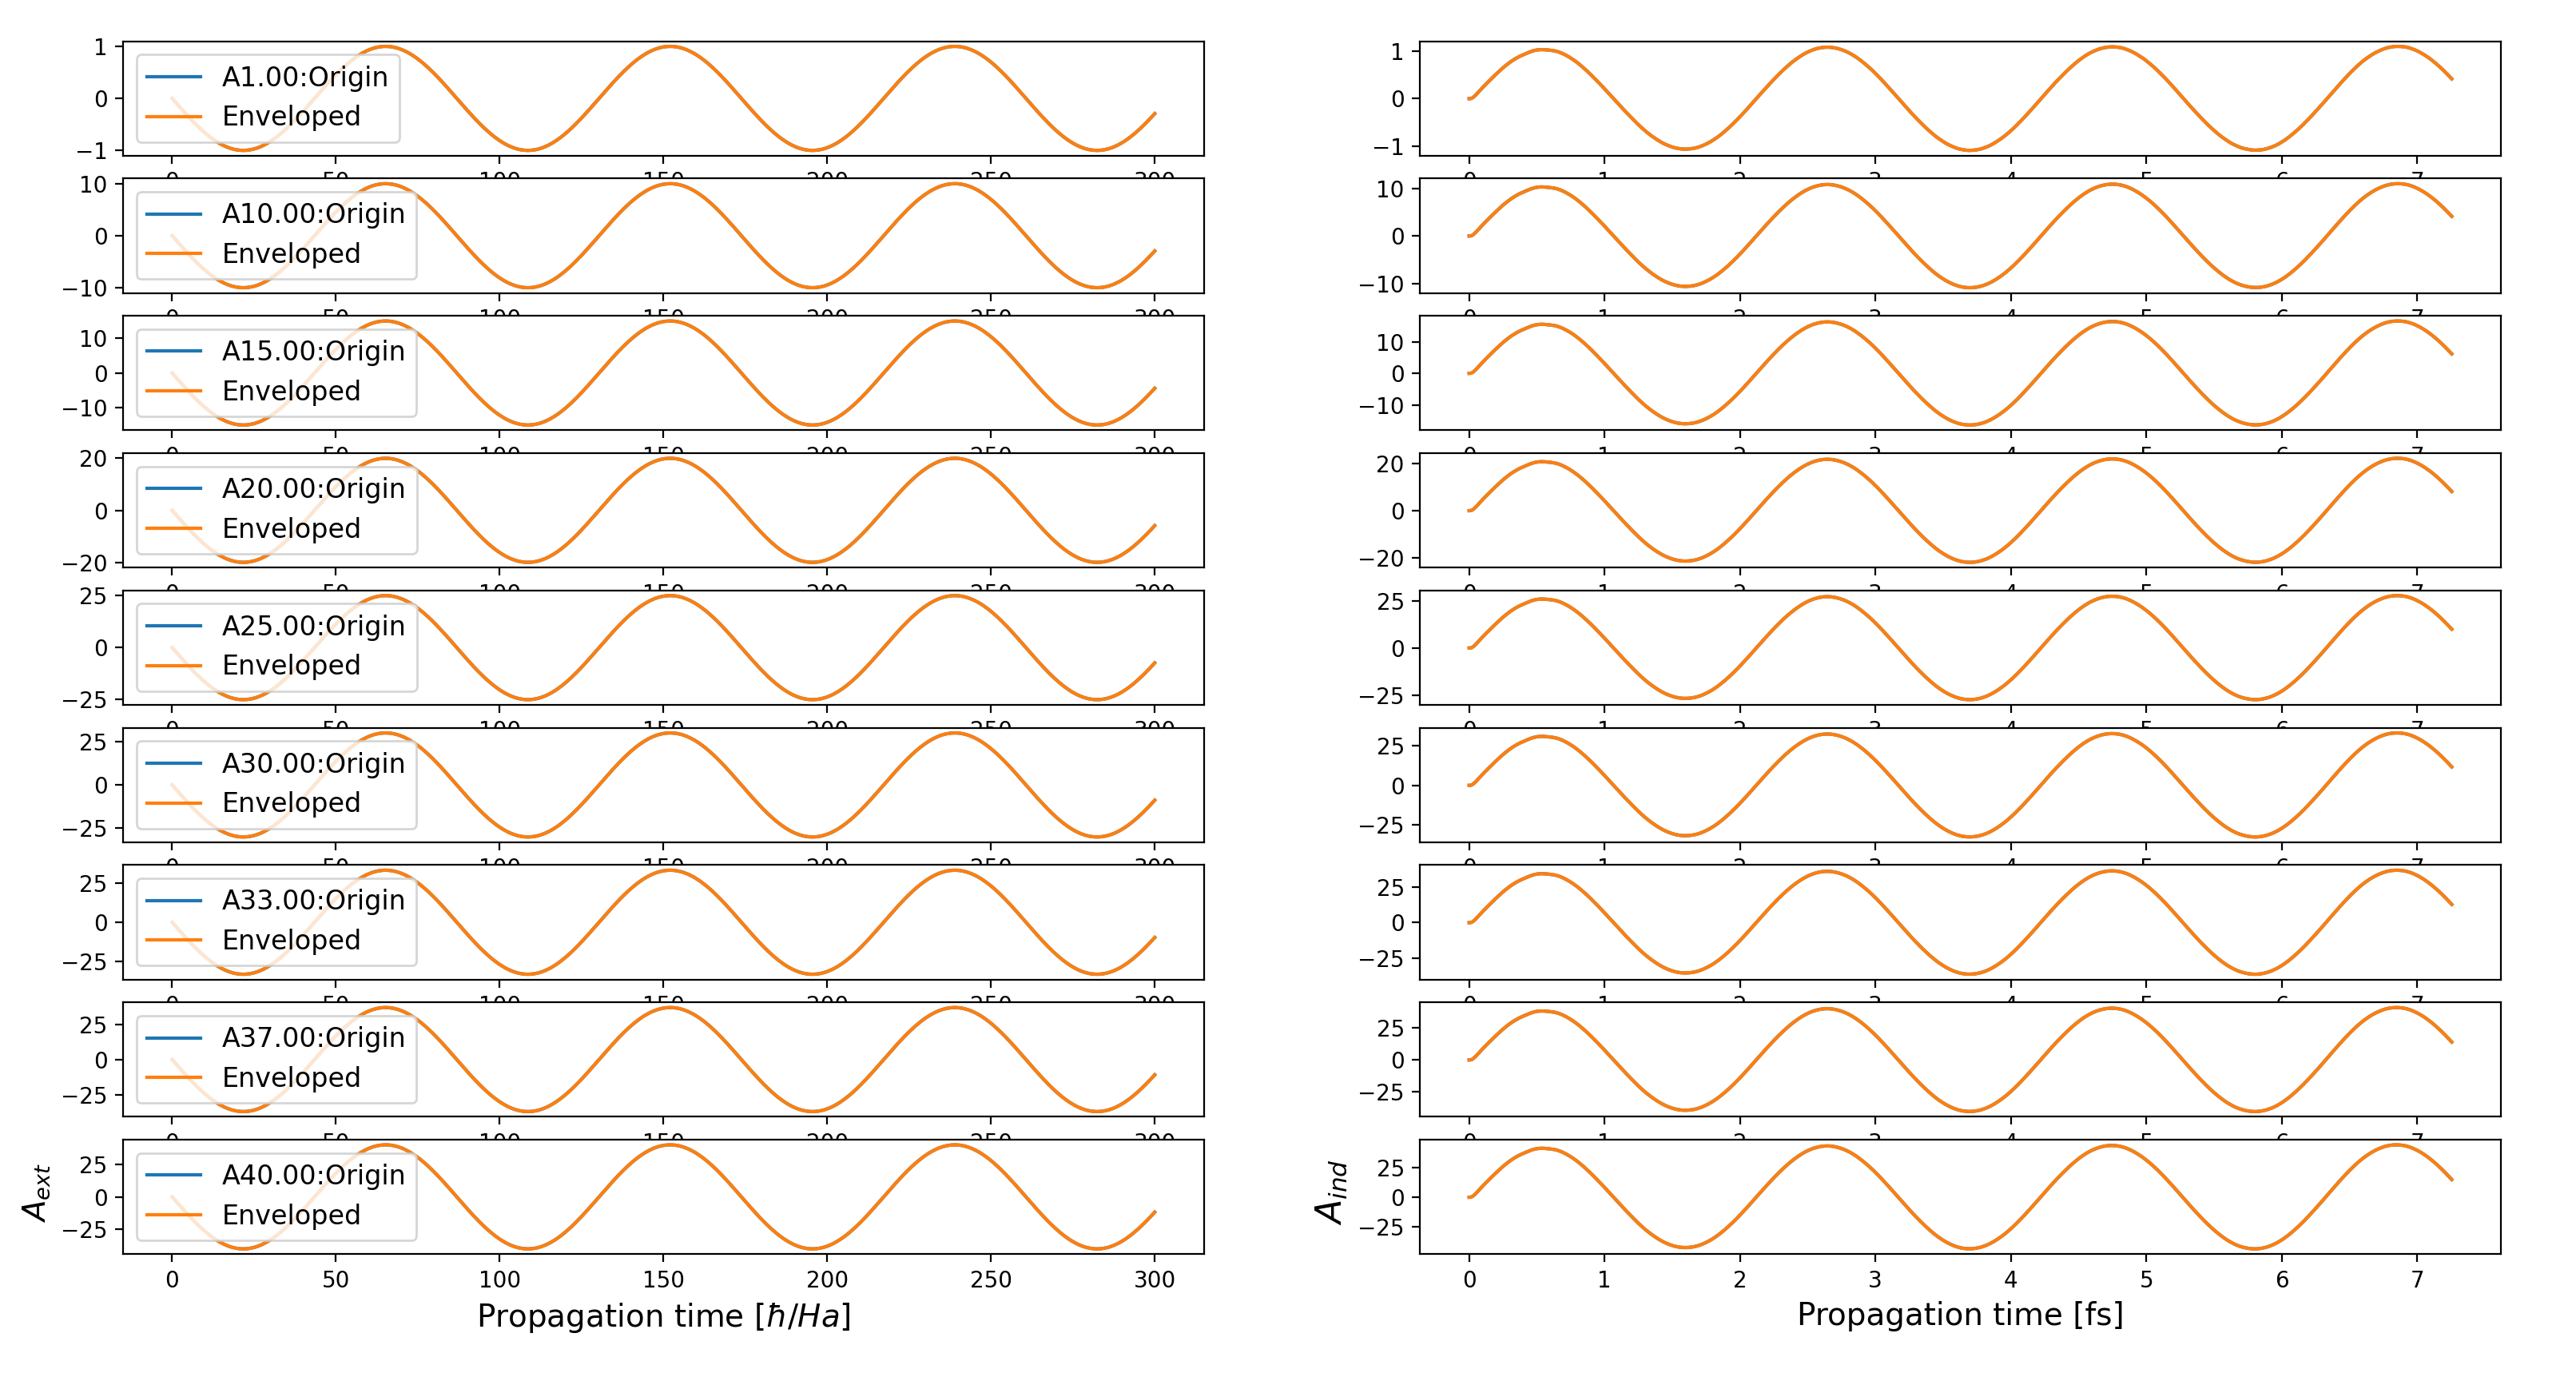 1
0
−1
A1.00:Origin
Enveloped
1
0
−1
10
0
−10
A10.00:Origin
Enveloped
10
0
−10
10
0
−10
A15.00:Origin
Enveloped
10
0
−10
20
0
−20
A20.00:Origin
Enveloped
20
0
−20
25
0
−25
A25.00:Origin
Enveloped
25
0
−25
25
0
−25
A30.00:Origin
Enveloped
25
0
−25
25
0
−25
A33.00:Origin
Enveloped
25
0
−25
25
0
−25
A37.00:Origin
Enveloped
25
0
−25
A_ext
25
0
−25
A40.00:Origin
Enveloped
0 50 100 150 200 250 300
Propagation time [ℏ/Ha]
A_ind
25
0
−25
0 1 2 3 4 5 6 7
Propagation time [fs]